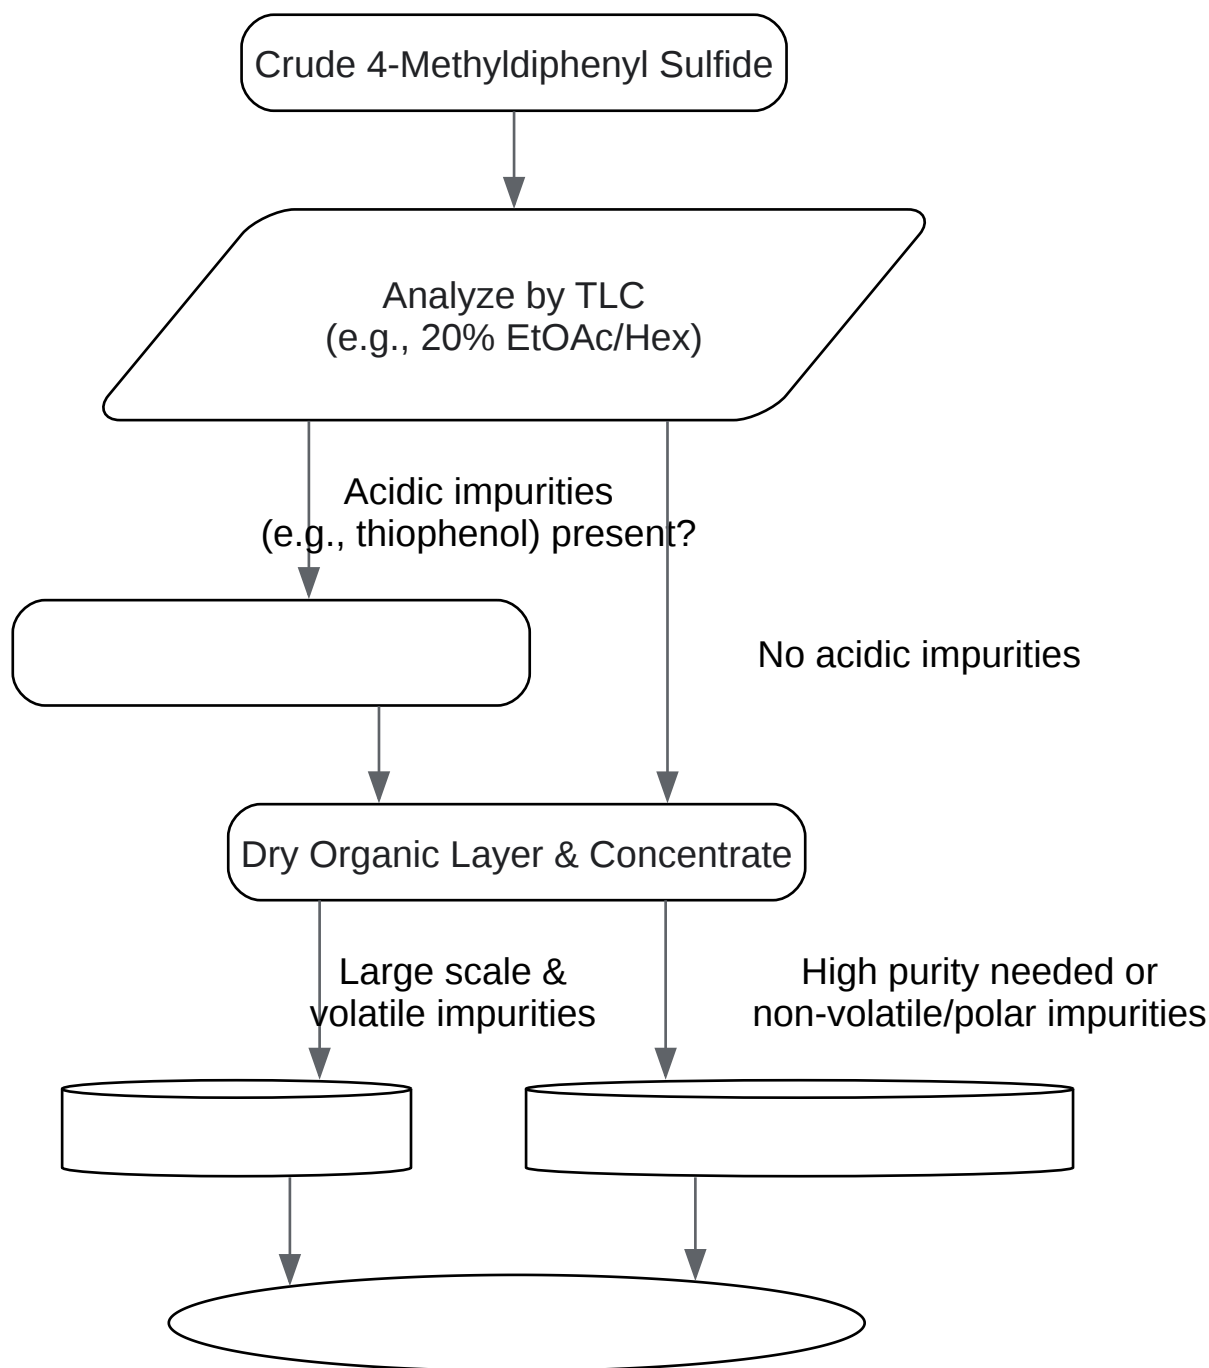 Crude 4-Methyldiphenyl Sulfide
Analyze by TLC
(e.g., 20% EtOAc/Hex)
Acidic impurities
(e.g., thiophenol) present?
No acidic impurities
Dry Organic Layer & Concentrate
Large scale &
volatile impurities
High purity needed or
non-volatile/polar impurities